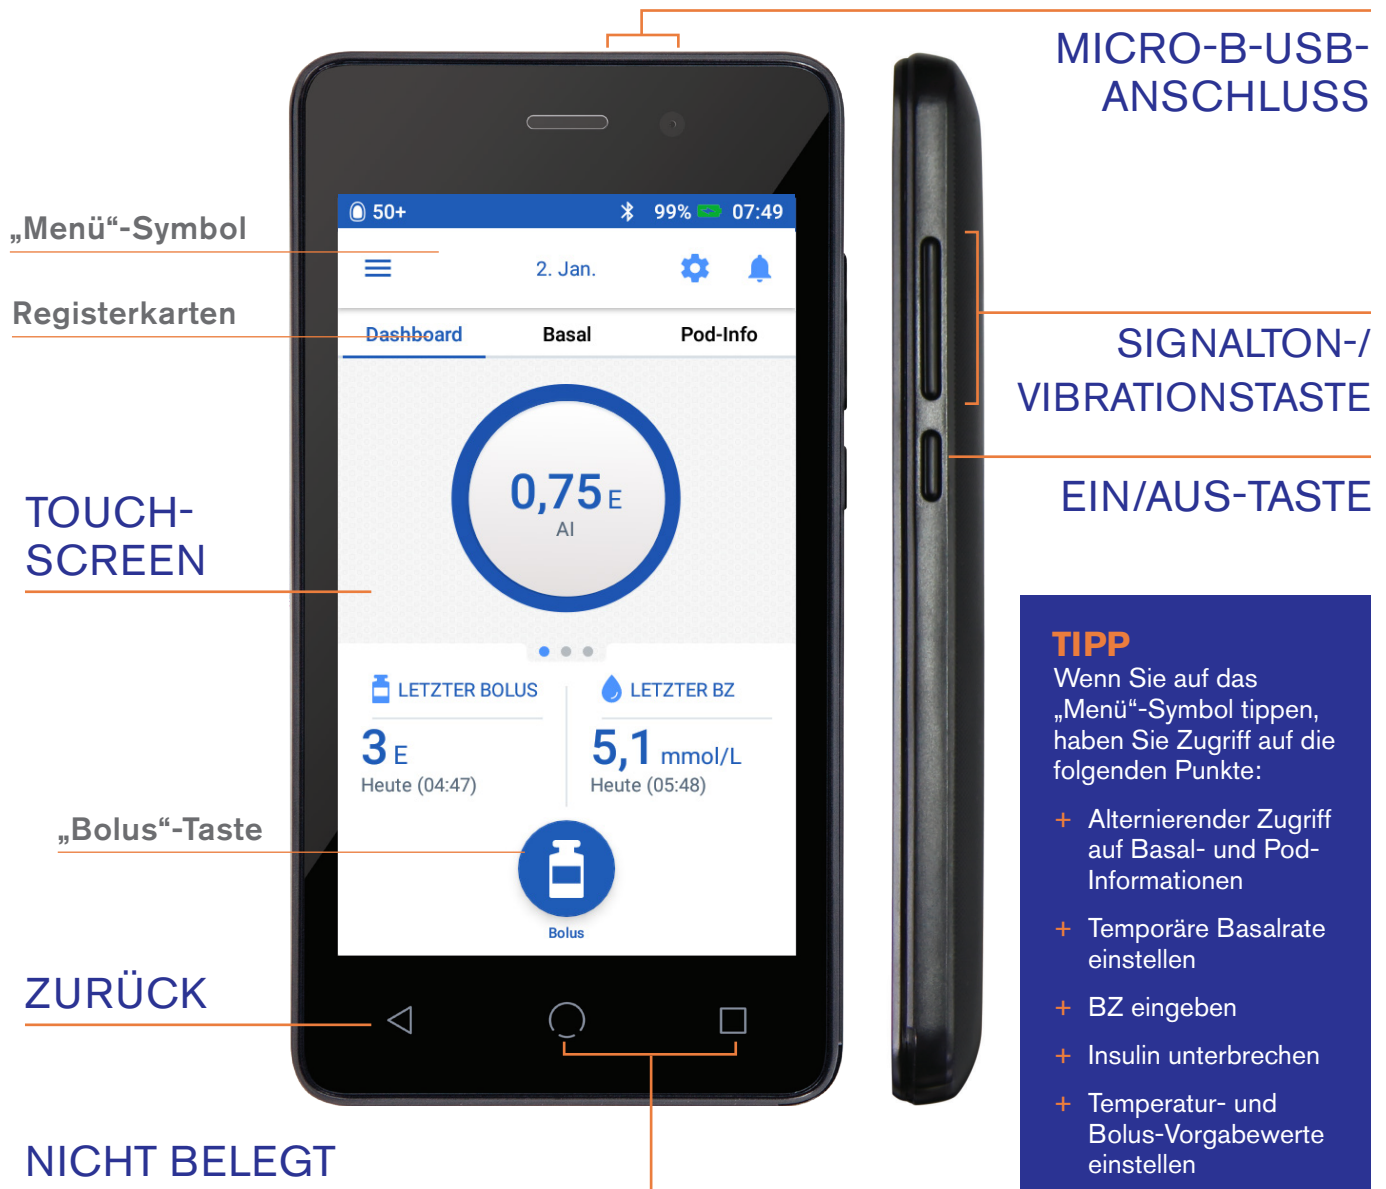 MICRO-B-USB-
ANSCHLUSS
50+ 99% 07:49
„Menü“-Symbol
2. Jan.
Registerkarten
Dashboard Basal Pod-Info
SIGNALTON-/
VIBRATIONSTASTE
0,75 E
AI
EIN/AUS-TASTE
TOUCH-
SCREEN
LETZTER BOLUS LETZTER BZ
3 E 5,1 mmol/L
Heute (04:47) Heute (05:48)
„Bolus“-Taste
Bolus
ZURÜCK
NICHT BELEGT
TIPP
Wenn Sie auf das
„Menü“-Symbol tippen,
haben Sie Zugriff auf die
folgenden Punkte:
+ Alternierender Zugriff
auf Basal- und Pod-
Informationen
+ Temporäre Basalrate
einstellen
+ BZ eingeben
+ Insulin unterbrechen
+ Temperatur- und
Bolus-Vorgabewerte
einstellen